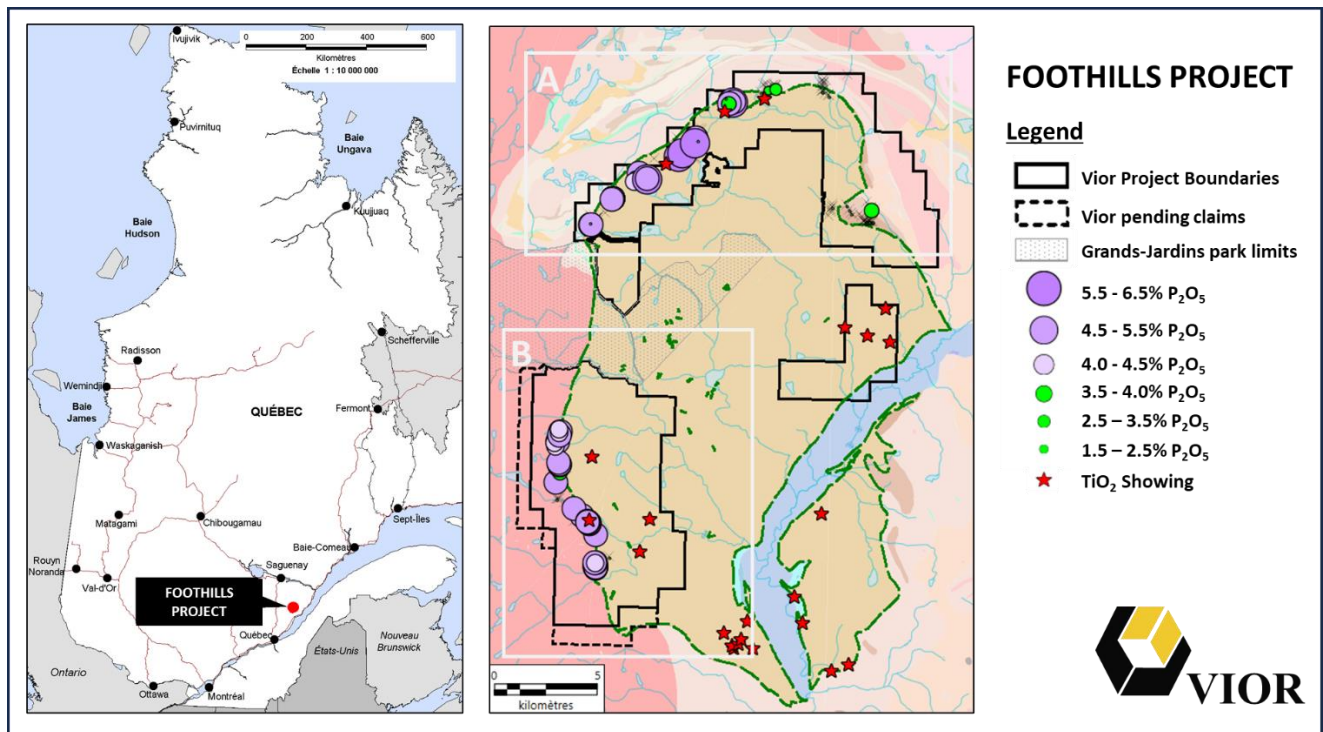 Ivujivik
0 200 400 600
Kilomètres
Échelle 1 : 10 000 000
Puvirnituq
Baie
Ungava
Kuujjuaq
Baie
Hudson
Schefferville
Radisson
Wemindji
Baie
James
QUÉBEC
Fermont
Waskaganish
Matagami
Chibougamau
Sept-Îles
Baie-Comeau
Rouyn
Noranda
Val-d'Or
Saguenay
FOOTHILLS
PROJECT
Québec
États-Unis
Nouveau
Brunswick
Ontario
Ottawa
Montréal
A
B
0 5
kilomètres
FOOTHILLS PROJECT
Legend
Vior Project Boundaries
Vior pending claims
Grands-Jardins park limits
5.5 - 6.5% P₂O₅
4.5 - 5.5% P₂O₅
4.0 - 4.5% P₂O₅
3.5 - 4.0% P₂O₅
2.5 – 3.5% P₂O₅
1.5 – 2.5% P₂O₅
TiO₂ Showing
VIOR